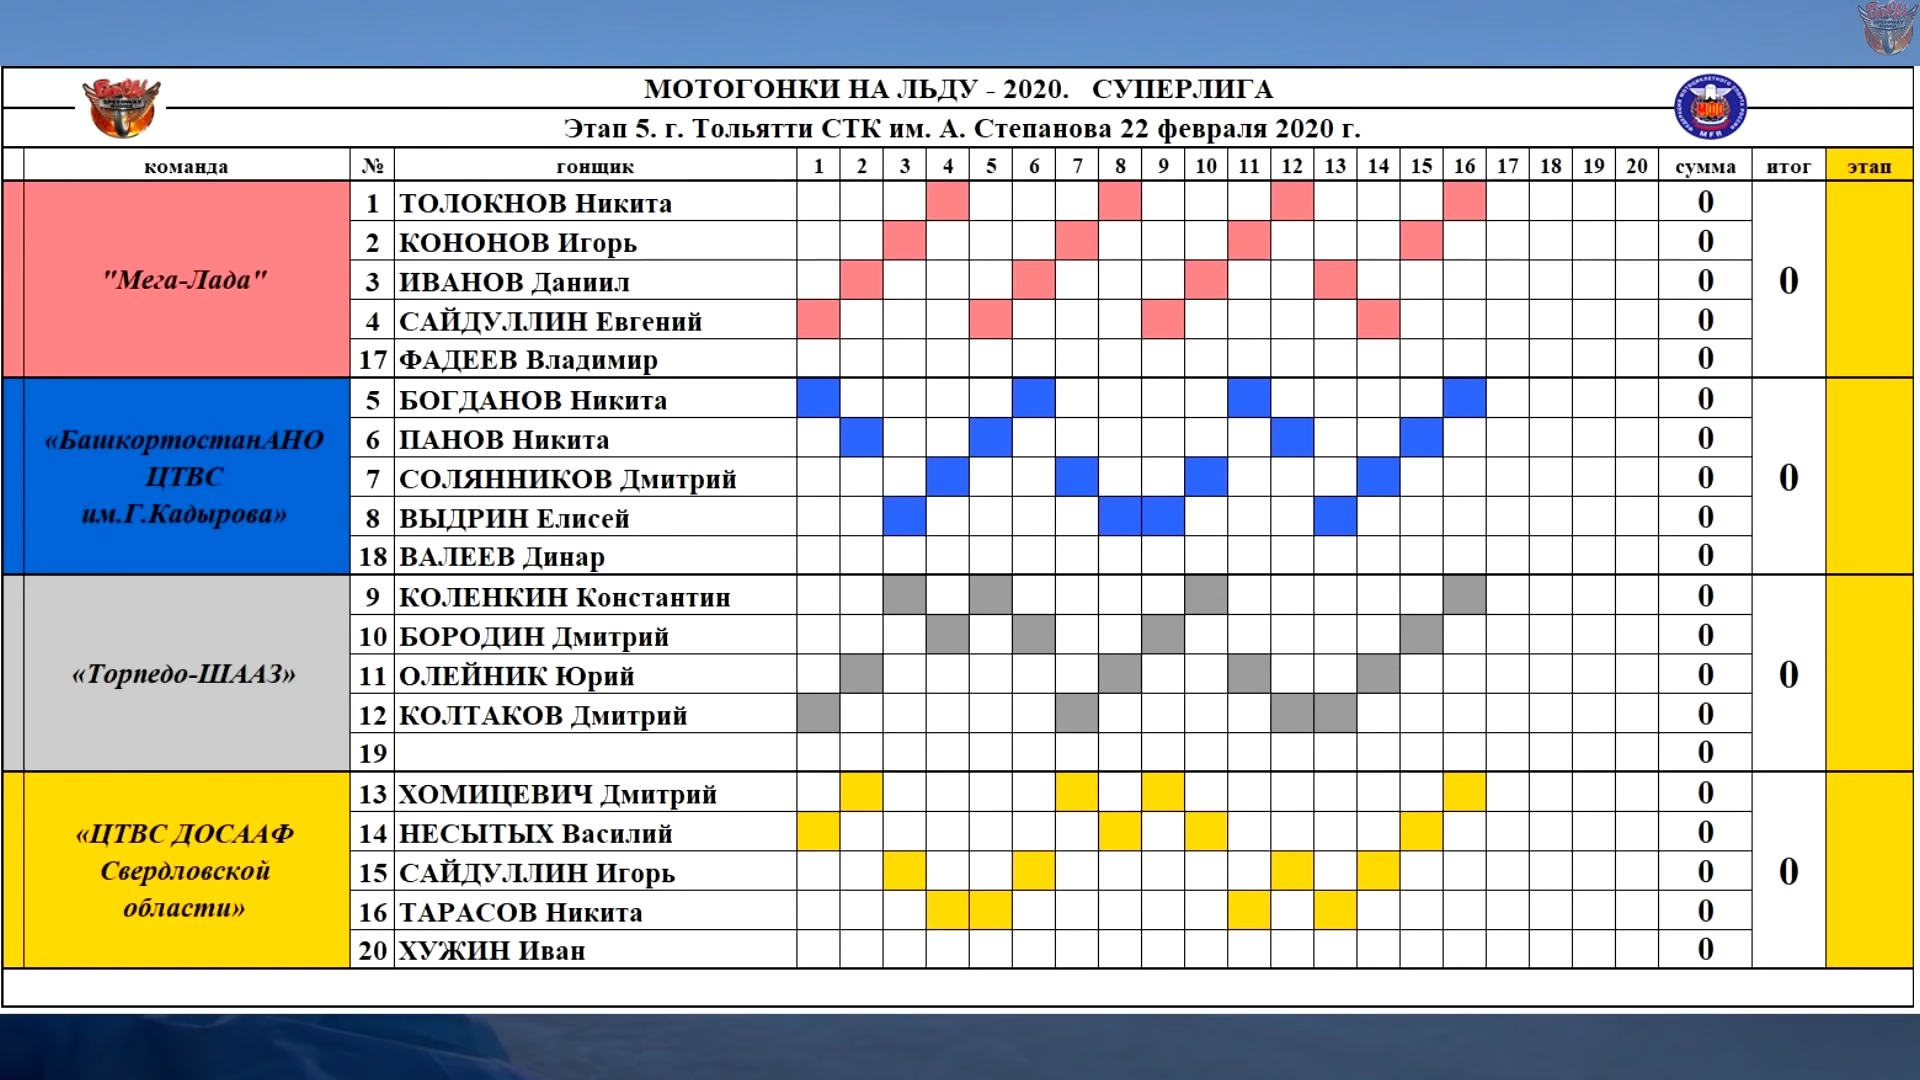 МОТОГОНКИ НА ЛЬДУ - 2020. СУПЕРЛИГА
Этап 5. г. Тольятти СТК им. А. Степанова 22 февраля 2020 г.
команда № гонщик 1 2 3 4 5 6 7 8 9 10 11 12 13 14 15 16 17 18 19 20 сумма итог этап
"Мега-Лада" 0
1 ТОЛОКНОВ Никита 0
2 КОНОНОВ Игорь 0
3 ИВАНОВ Даниил 0
4 САЙДУЛЛИН Евгений 0
17 ФАДЕЕВ Владимир 0
«БашкортостанАНО
ЦТВС
им.Г.Кадырова» 0
5 БОГДАНОВ Никита 0
6 ПАНОВ Никита 0
7 СОЛЯННИКОВ Дмитрий 0
8 ВЫДРИН Елисей 0
18 ВАЛЕЕВ Динар 0
«Торпедо-ШААЗ» 0
9 КОЛЕНКИН Константин 0
10 БОРОДИН Дмитрий 0
11 ОЛЕЙНИК Юрий 0
12 КОЛТАКОВ Дмитрий 0
19 0
«ЦТВС ДОСААФ
Свердловской
области» 0
13 ХОМИЦЕВИЧ Дмитрий 0
14 НЕСЫТЫХ Василий 0
15 САЙДУЛЛИН Игорь 0
16 ТАРАСОВ Никита 0
20 ХУЖИН Иван 0